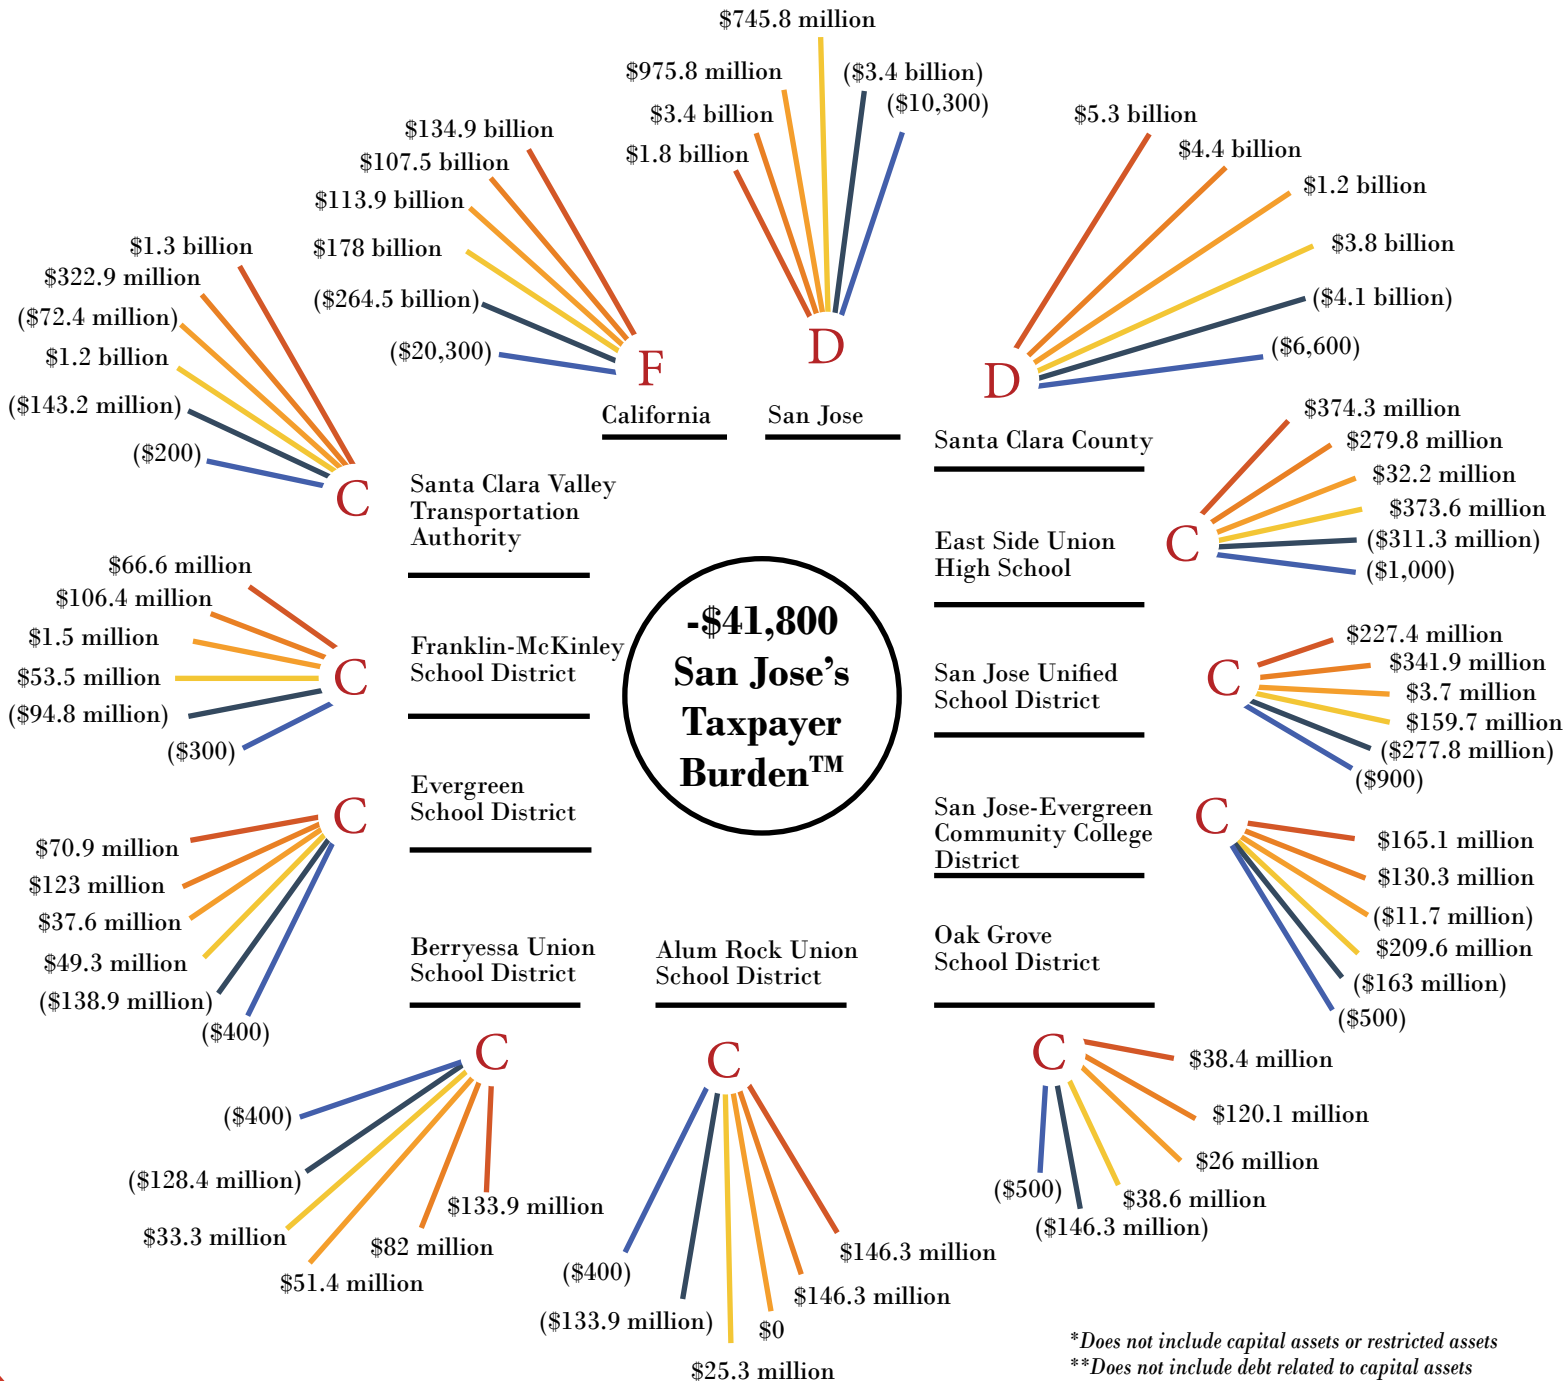 $745.8 million
$975.8 million
($3.4 billion)
$3.4 billion
($10,300)
$1.8 billion
D
San Jose
$134.9 billion
$107.5 billion
$113.9 billion
$178 billion
($264.5 billion)
($20,300)
F
California
$5.3 billion
$4.4 billion
$1.2 billion
$3.8 billion
($4.1 billion)
($6,600)
D
Santa Clara County
$1.3 billion
$322.9 million
($72.4 million)
$1.2 billion
($143.2 million)
($200)
C
Santa Clara Valley
Transportation
Authority
$374.3 million
$279.8 million
$32.2 million
$373.6 million
($311.3 million)
($1,000)
C
East Side Union
High School
$66.6 million
$106.4 million
$1.5 million
$53.5 million
($94.8 million)
($300)
C
Franklin-McKinley
School District
-$41,800
San Jose’s
Taxpayer
Burden™
San Jose Unified
School District
C
$227.4 million
$341.9 million
$3.7 million
$159.7 million
($277.8 million)
($900)
Evergreen
School District
C
$70.9 million
$123 million
$37.6 million
$49.3 million
($138.9 million)
($400)
San Jose-Evergreen
Community College
District
C
$165.1 million
$130.3 million
($11.7 million)
$209.6 million
($163 million)
($500)
Berryessa Union
School District
C
($400)
($128.4 million)
$33.3 million
$51.4 million
$82 million
$133.9 million
Alum Rock Union
School District
C
($400)
($133.9 million)
$25.3 million
$0
$146.3 million
$146.3 million
Oak Grove
School District
C
$38.4 million
$120.1 million
$26 million
$38.6 million
($146.3 million)
($500)
*Does not include capital assets or restricted assets
**Does not include debt related to capital assets